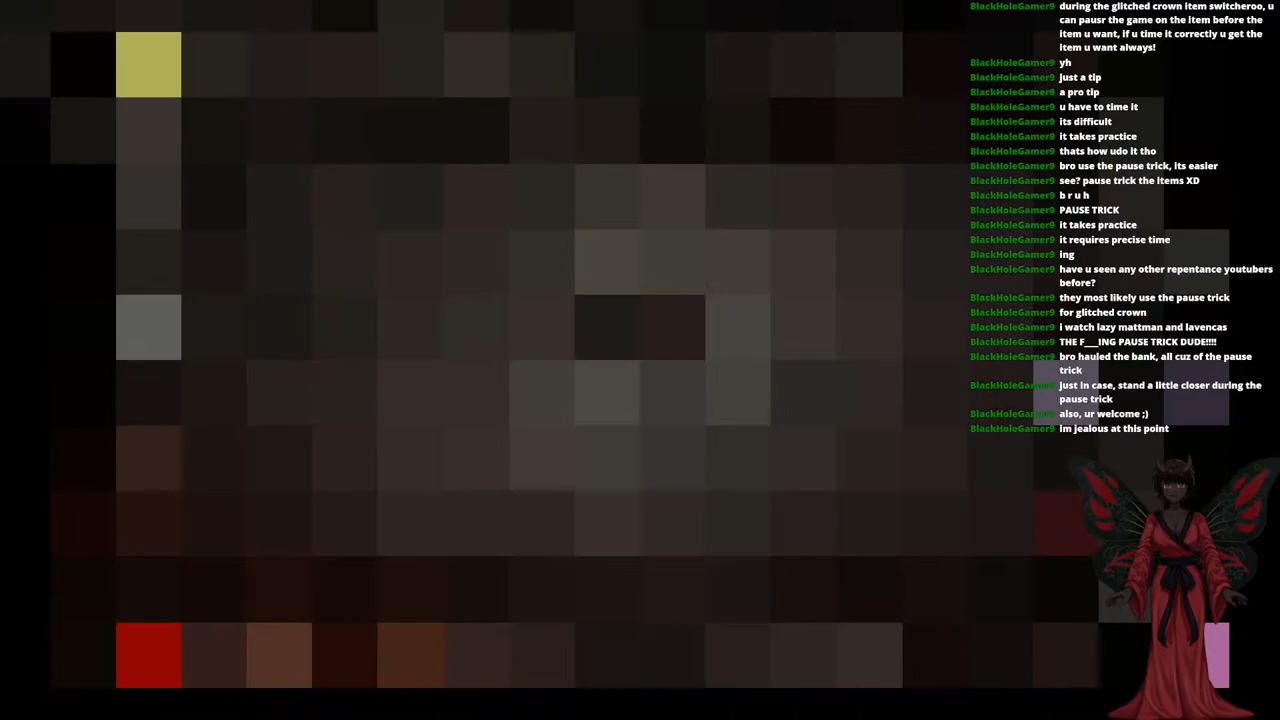 BlackHoleGamer9 during the glitched crown item switcheroo, u
can pausr the game on the item before the
item u want, if u time it correctly u get the
item u want always!
BlackHoleGamer9 yh
BlackHoleGamer9 just a tip
BlackHoleGamer9 a pro tip
BlackHoleGamer9 u have to time it
BlackHoleGamer9 its difficult
BlackHoleGamer9 it takes practice
BlackHoleGamer9 thats how udo it tho
BlackHoleGamer9 bro use the pause trick, its easier
BlackHoleGamer9 see? pause trick the items XD
BlackHoleGamer9 b r u h
BlackHoleGamer9 PAUSE TRICK
BlackHoleGamer9 it takes practice
BlackHoleGamer9 it requires precise time
BlackHoleGamer9 ing
BlackHoleGamer9 have u seen any other repentance youtubers
before?
BlackHoleGamer9 they most likely use the pause trick
BlackHoleGamer9 for glitched crown
BlackHoleGamer9 i watch lazy mattman and lavencas
BlackHoleGamer9 THE F___ING PAUSE TRICK DUDE!!!!
BlackHoleGamer9 bro hauled the bank, all cuz of the pause
trick
BlackHoleGamer9 just in case, stand a little closer during the
pause trick
BlackHoleGamer9 also, ur welcome ;)
BlackHoleGamer9 im jealous at this point